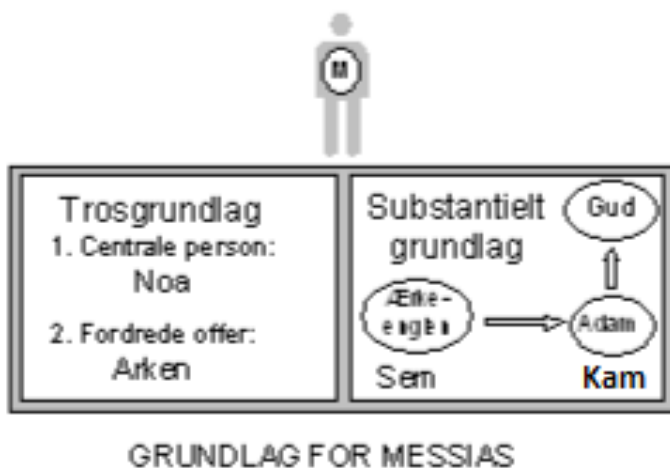 M
Trosgrundlag
1. Centrale person:
Noa
2. Fordrede offer:
Arken
Substantielt
grundlag
Gud
Ærke-
englen
Adam
Sem
Kam
GRUNDLAG FOR MESSIAS